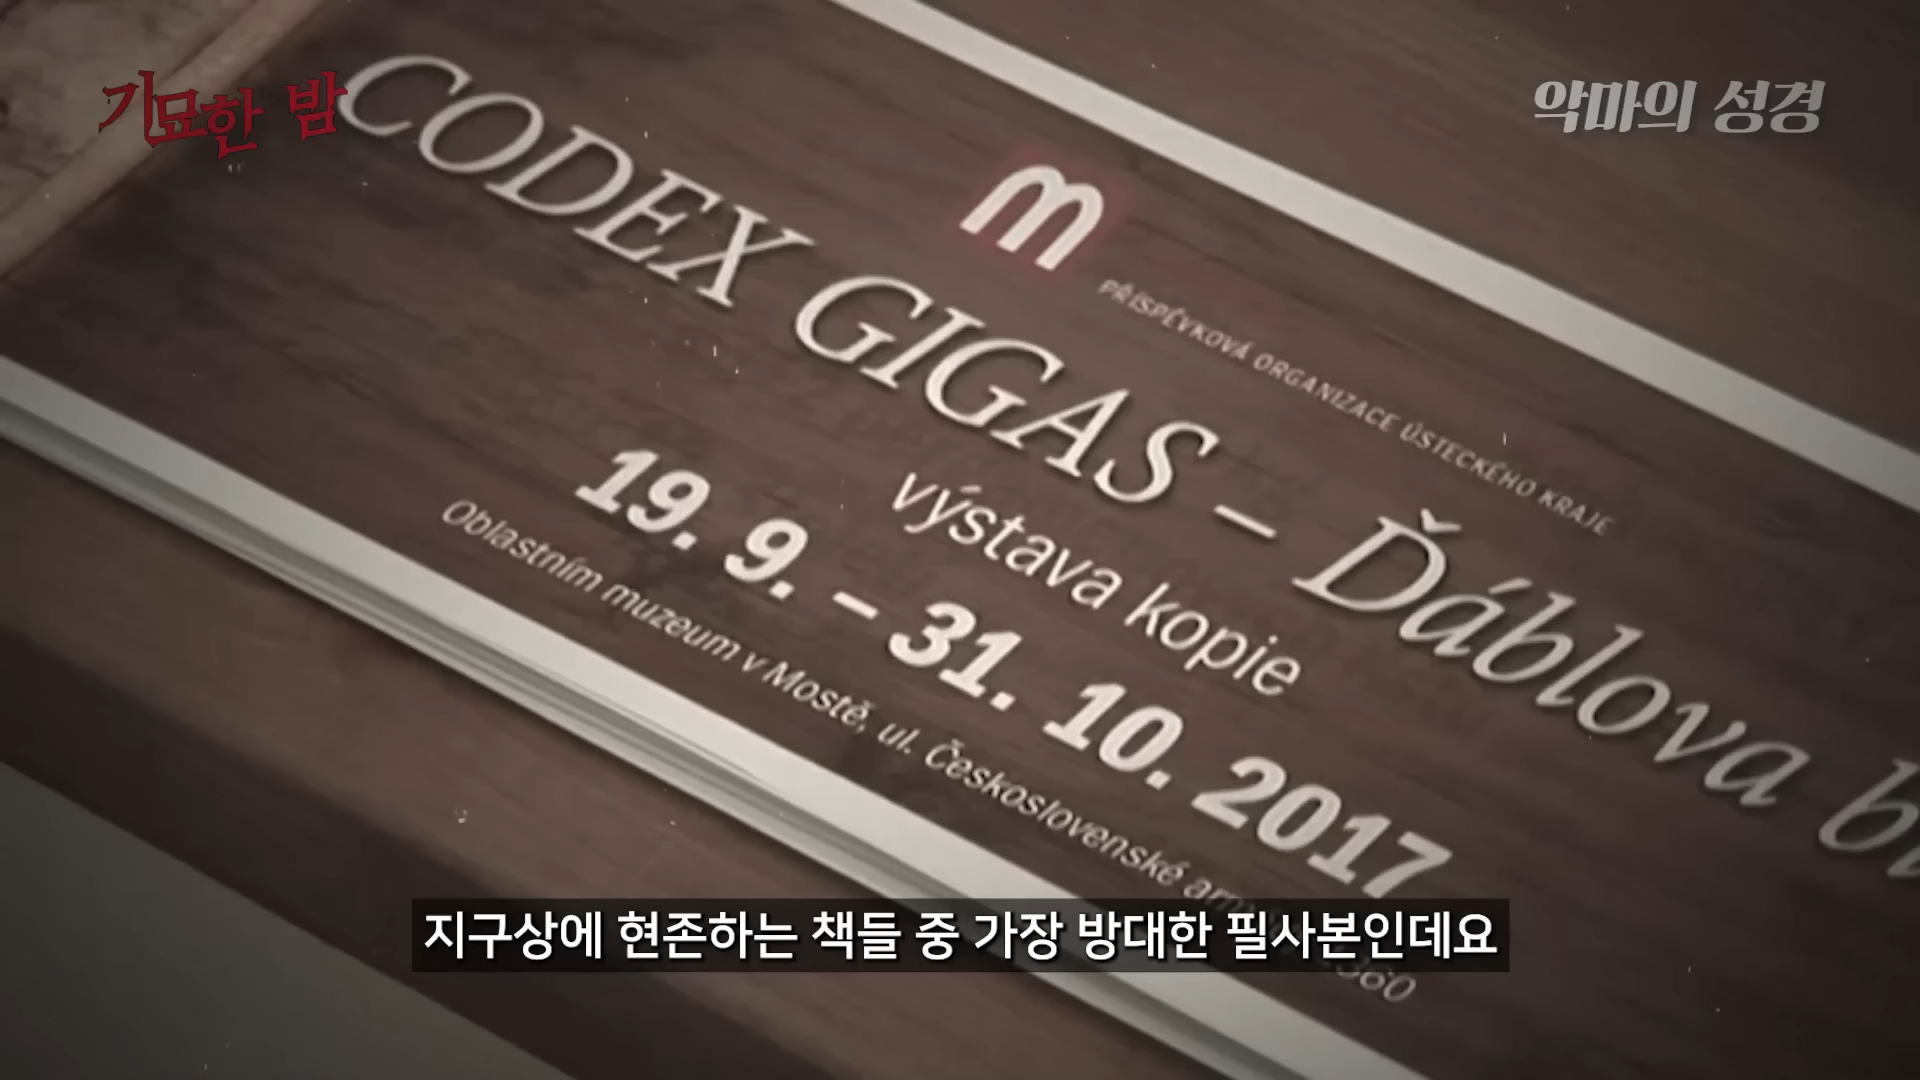 기묘한 밤
악마의 성경
m
PŘÍSPĚVKOVÁ ORGANIZACE ÚSTECKÉHO KRAJE
CODEX GIGAS – Ďáblova
výstava kopie
19. 9. – 31. 10. 2017
Oblastním muzeum v Mostě, ul. Československé
360
지구상에 현존하는 책들 중 가장 방대한 필사본인데요